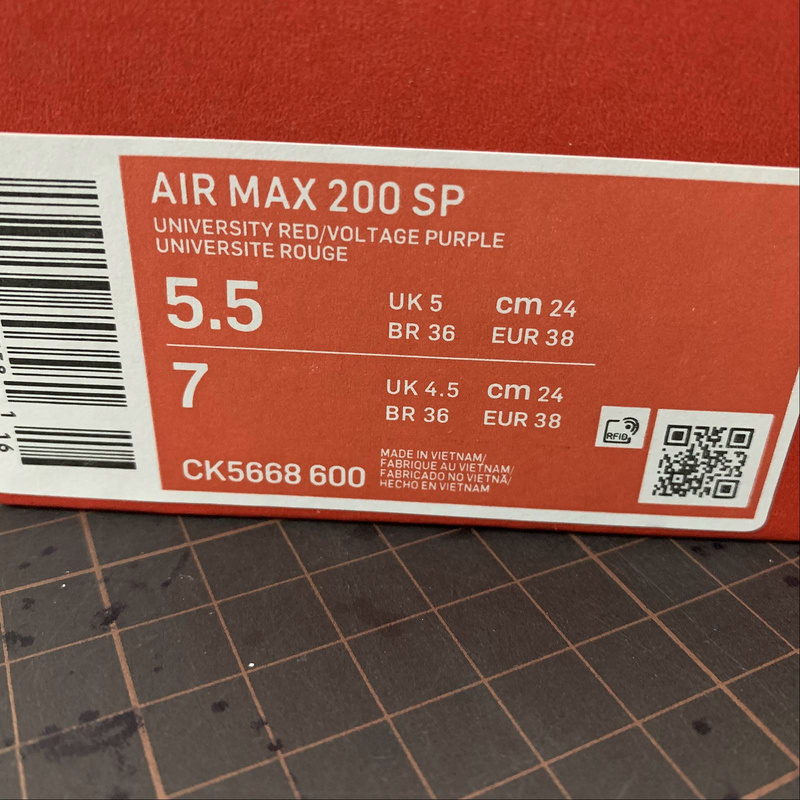 AIR MAX 200 SP
UNIVERSITY RED/VOLTAGE PURPLE
UNIVERSITE ROUGE
5.5
UK 5 cm 24
BR 36 EUR 38
7
UK 4.5 cm 24
BR 36 EUR 38
RFID
CK5668 600
MADE IN VIETNAM/
FABRIQUE AU VIETNAM/
FABRICADO NO VIETNÃ/
HECHO EN VIETNAM